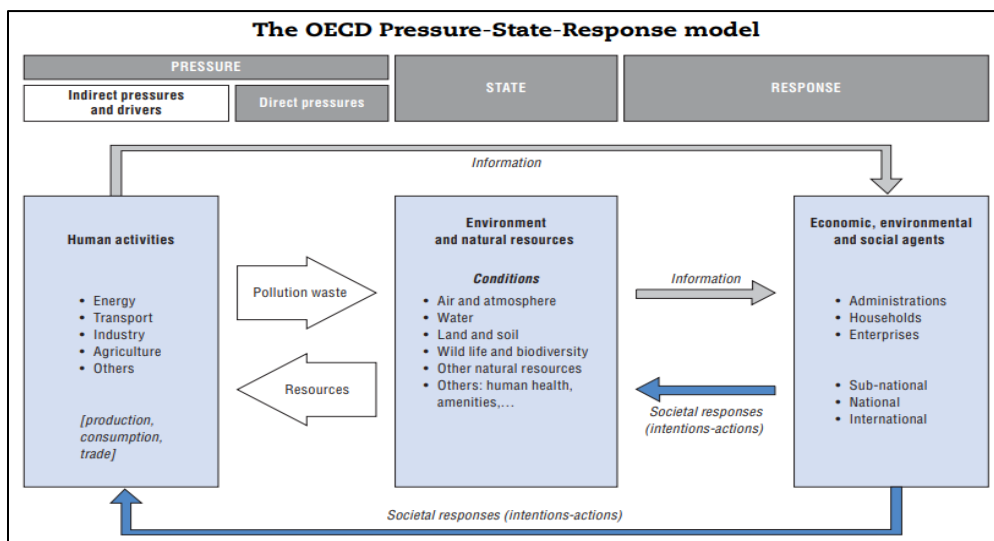 The OECD Pressure-State-Response model
PRESSURE
STATE
RESPONSE
Indirect pressures
and drivers
Direct pressures
Information
Human activities
• Energy
• Transport
• Industry
• Agriculture
• Others
[production,
consumption,
trade]
Pollution waste
Resources
Environment
and natural resources
Conditions
• Air and atmosphere
• Water
• Land and soil
• Wild life and biodiversity
• Other natural resources
• Others: human health,
amenities,...
Information
Societal responses
(intentions-actions)
Economic, environmental
and social agents
• Administrations
• Households
• Enterprises
• Sub-national
• National
• International
Societal responses (intentions-actions)